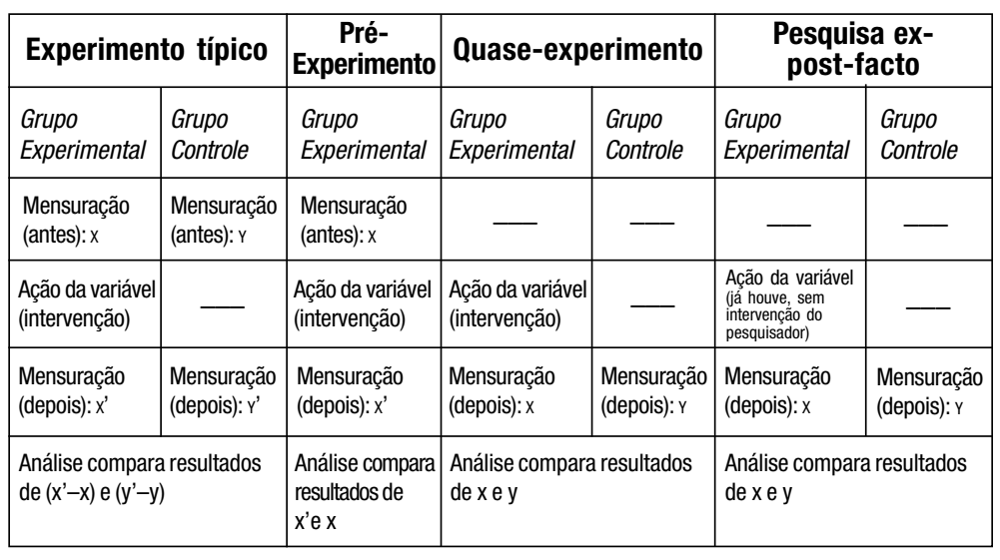 Experimento típico
Pré-
Experimento
Quase-experimento
Pesquisa ex-
post-facto
Grupo
Experimental
Grupo
Controle
Grupo
Experimental
Grupo
Experimental
Grupo
Controle
Grupo
Experimental
Grupo
Controle
Mensuração
(antes): X
Mensuração
(antes): Y
Mensuração
(antes): X
Ação da variável
(intervenção)
Ação da variável
(intervenção)
Ação da variável
(intervenção)
Ação da variável
(já houve, sem
intervenção do
pesquisador)
Mensuração
(depois): X'
Mensuração
(depois): Y'
Mensuração
(depois): X'
Mensuração
(depois): X
Mensuração
(depois): Y
Mensuração
(depois): X
Mensuração
(depois): Y
Análise compara resultados
de (x'–x) e (y'–y)
Análise compara
resultados de
x'e x
Análise compara resultados
de x e y
Análise compara resultados
de x e y